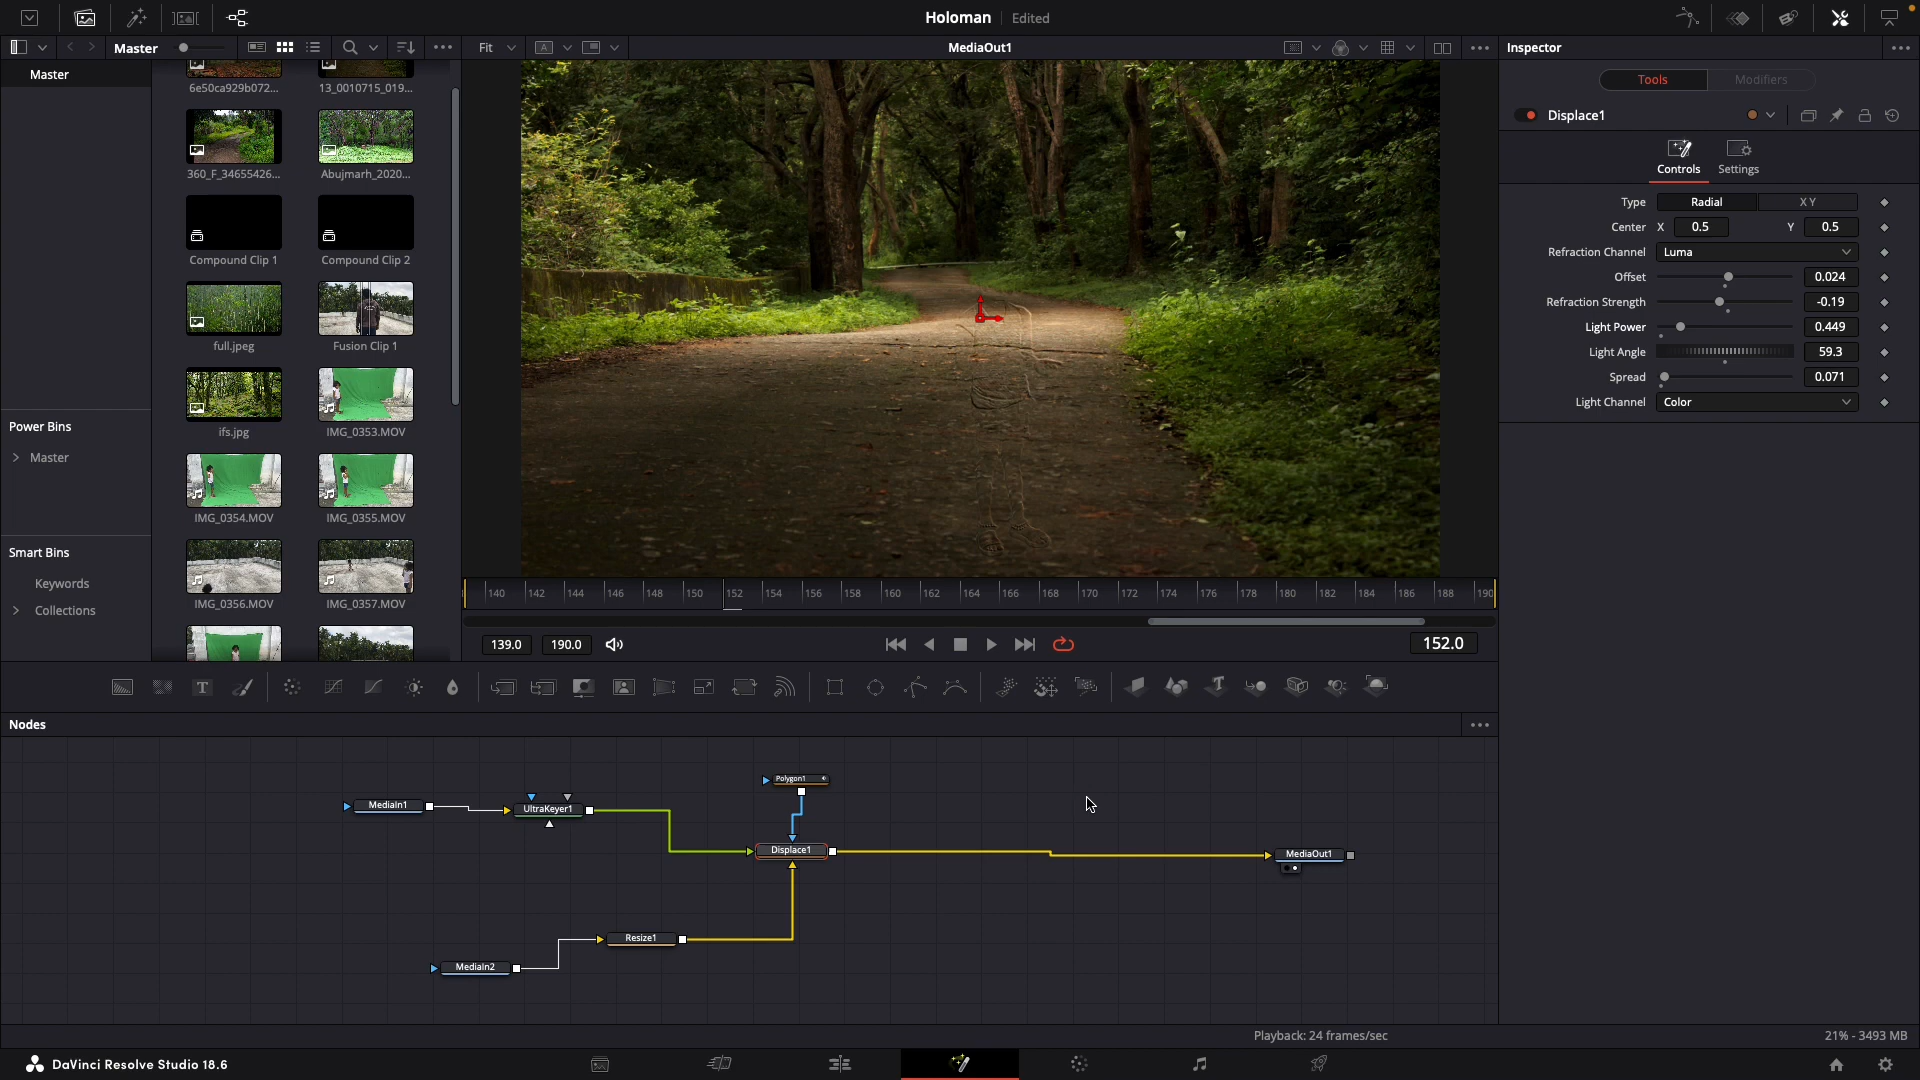 Holoman Edited
Master
Fit
A
MediaOut1
Inspector
Master
6e50ca929b072...
13_0010715_019...
360_F_34655426...
Abujmarh_2020...
Compound Clip 1
Compound Clip 2
full.jpeg
Fusion Clip 1
ifs.jpg
IMG_0353.MOV
IMG_0354.MOV
IMG_0355.MOV
IMG_0356.MOV
IMG_0357.MOV
Power Bins
Master
Smart Bins
Keywords
Collections
Tools
Modifiers
Displace1
Controls
Settings
Type Radial X Y
Center X 0.5 Y 0.5
Refraction Channel Luma
Offset 0.024
Refraction Strength -0.19
Light Power 0.449
Light Angle 59.3
Spread 0.071
Light Channel Color
140 142 144 146 148 150 152 154 156 158 160 162 164 166 168 170 172 174 176 178 180 182 184 186 188 190
139.0 190.0
152.0
T
T
Nodes
Polygon1
MediaIn1
UltraKeyer1
Displace1
MediaOut1
Resize1
MediaIn2
Playback: 24 frames/sec
21% - 3493 MB
DaVinci Resolve Studio 18.6